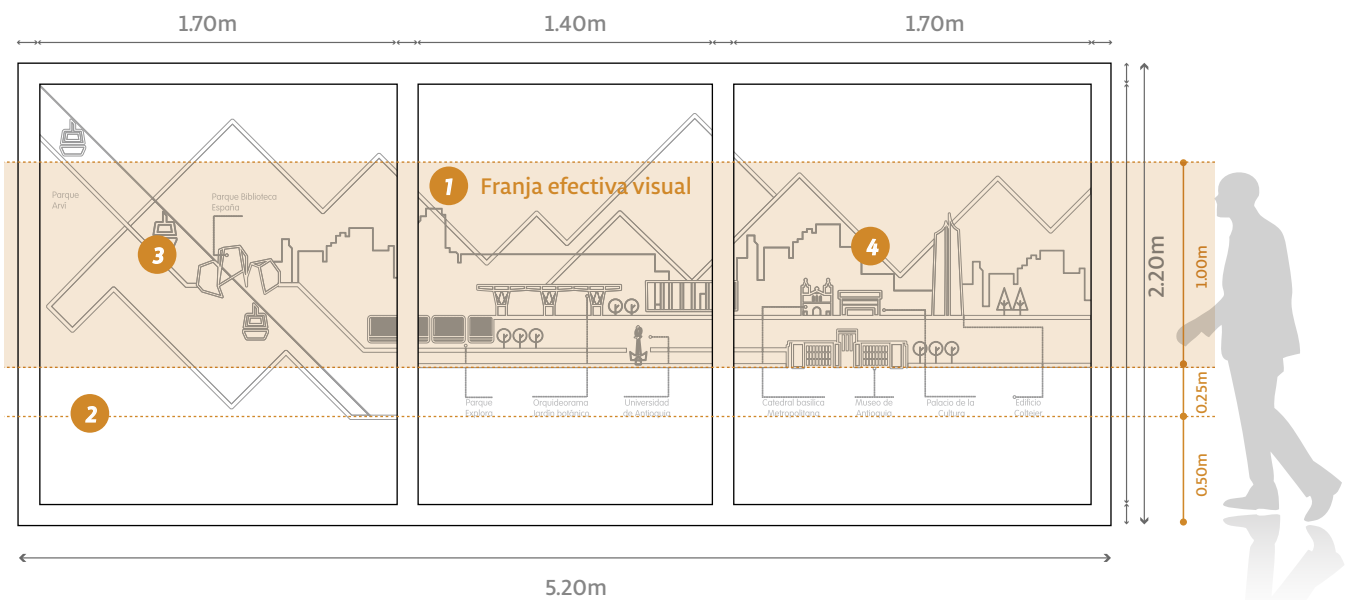 1.70m
1.40m
1.70m
1 Franja efectiva visual
Parque
Arví
Parque Biblioteca
España
3
4
2.20m
1.00m
2
Parque
Explora
Orquideorama
Jardín botánico
Universidad
de Antioquia
Catedral basílica
Metropolitana
Museo de
Antioquia
Palacio de la
Cultura
Edificio
Coltejer
0.25m
0.50m
5.20m